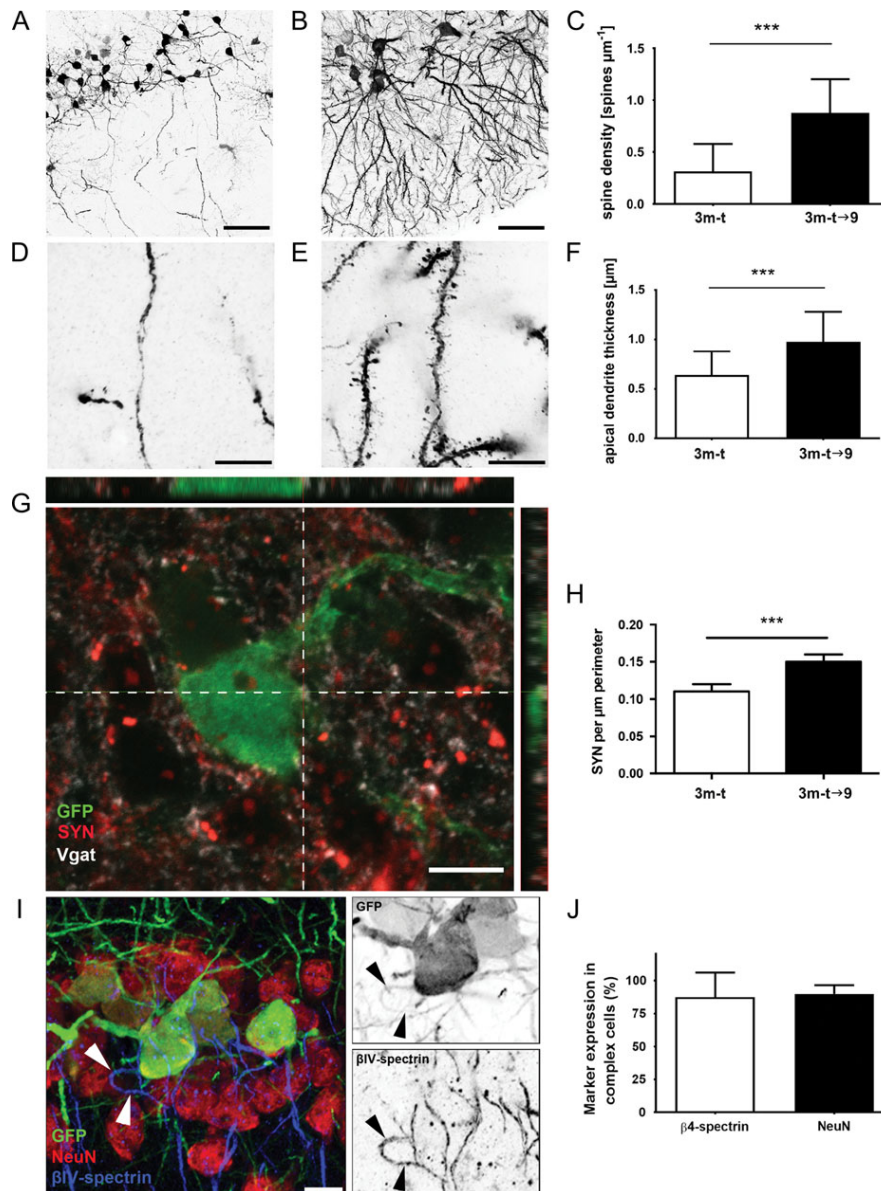 A
B
C
spine density [spines µm⁻¹]
1.5
1.0
0.5
0.0
***
3m-t
3m-t→9
D
E
F
apical dendrite thickness [µm]
1.5
1.0
0.5
0.0
***
3m-t
3m-t→9
G
GFP
SYN
Vgat
H
SYN per µm perimeter
0.20
0.15
0.10
0.05
0.00
***
3m-t
3m-t→9
I
GFP
NeuN
βIV-spectrin
GFP
βIV-spectrin
J
Marker expression in
complex cells (%)
100
75
50
25
0
β4-spectrin
NeuN